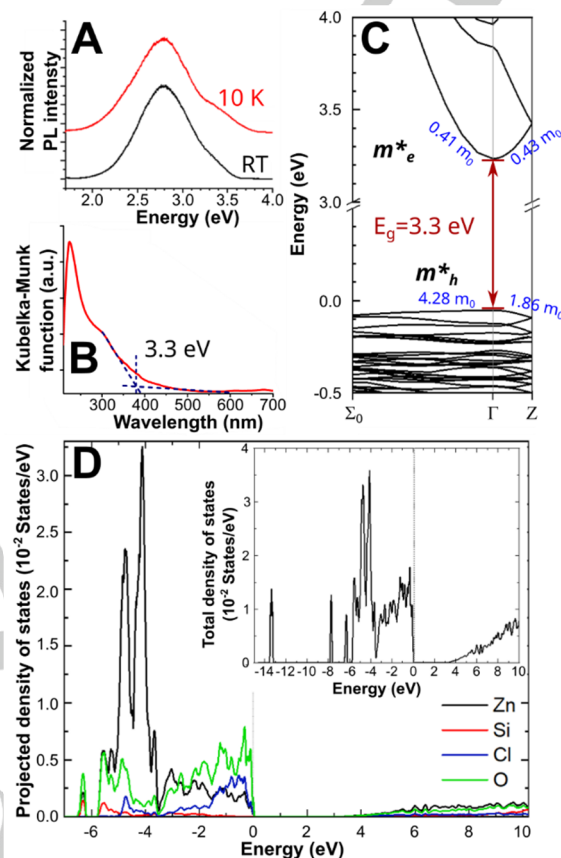 A
Normalized
PL intensty
10 K
RT
2.0
2.5
3.0
3.5
4.0
Energy (eV)
B
Kubelka-Munk
function (a.u.)
3.3 eV
300
400
500
600
700
Wavelength (nm)
C
Energy (eV)
4.0
3.5
3.0
0.0
-0.5
0.41 m0
0.43 m0
m*e
Eg=3.3 eV
m*h
4.28 m0
1.86 m0
Σ0
Γ
Z
D
Projected density of states (10-2 States/eV)
3.0
2.5
2.0
1.5
1.0
0.5
0.0
-6
-4
-2
0
2
4
6
8
10
Energy (eV)
Total density of states
(10-2 States/eV)
4
3
2
1
0
-14 -12 -10 -8 -6 -4 -2 0 2 4 6 8 10
Energy (eV)
Zn
Si
Cl
O